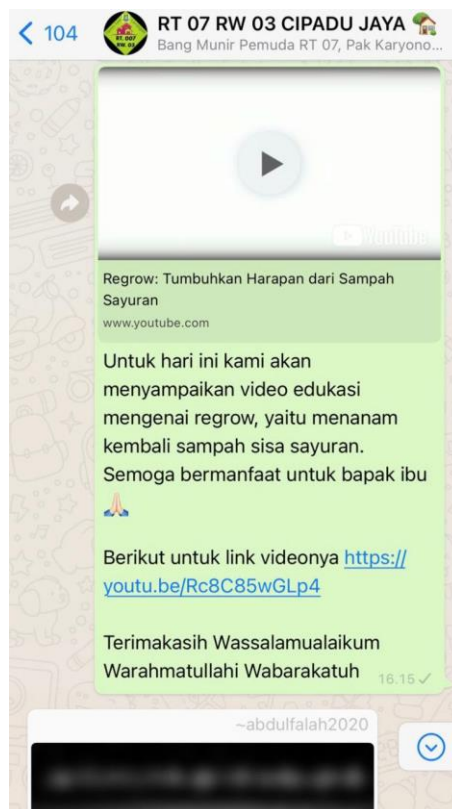 104
RT 07 RW 03 CIPADU JAYA
Bang Munir Pemuda RT 07, Pak Karyono...
RT. 007
RW. 03
YouTube
Regrow: Tumbuhkan Harapan dari Sampah
Sayuran
www.youtube.com
Untuk hari ini kami akan
menyampaikan video edukasi
mengenai regrow, yaitu menanam
kembali sampah sisa sayuran.
Semoga bermanfaat untuk bapak ibu
Berikut untuk link videonya https://
youtu.be/Rc8C85wGLp4
Terimakasih Wassalamualaikum
Warahmatullahi Wabarakatuh
16.15
~abdulfalah2020